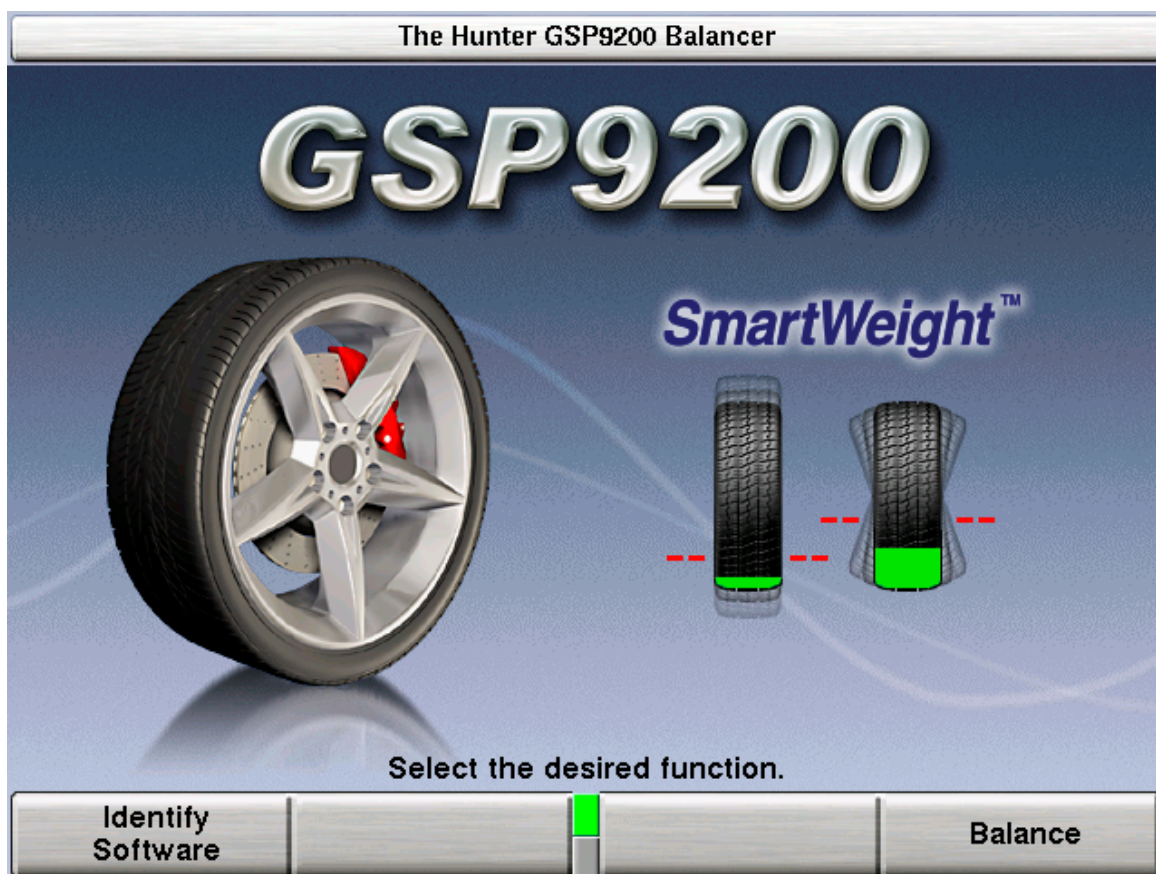 The Hunter GSP9200 Balancer
GSP9200
SmartWeight™
Select the desired function.
Identify
Software
Balance